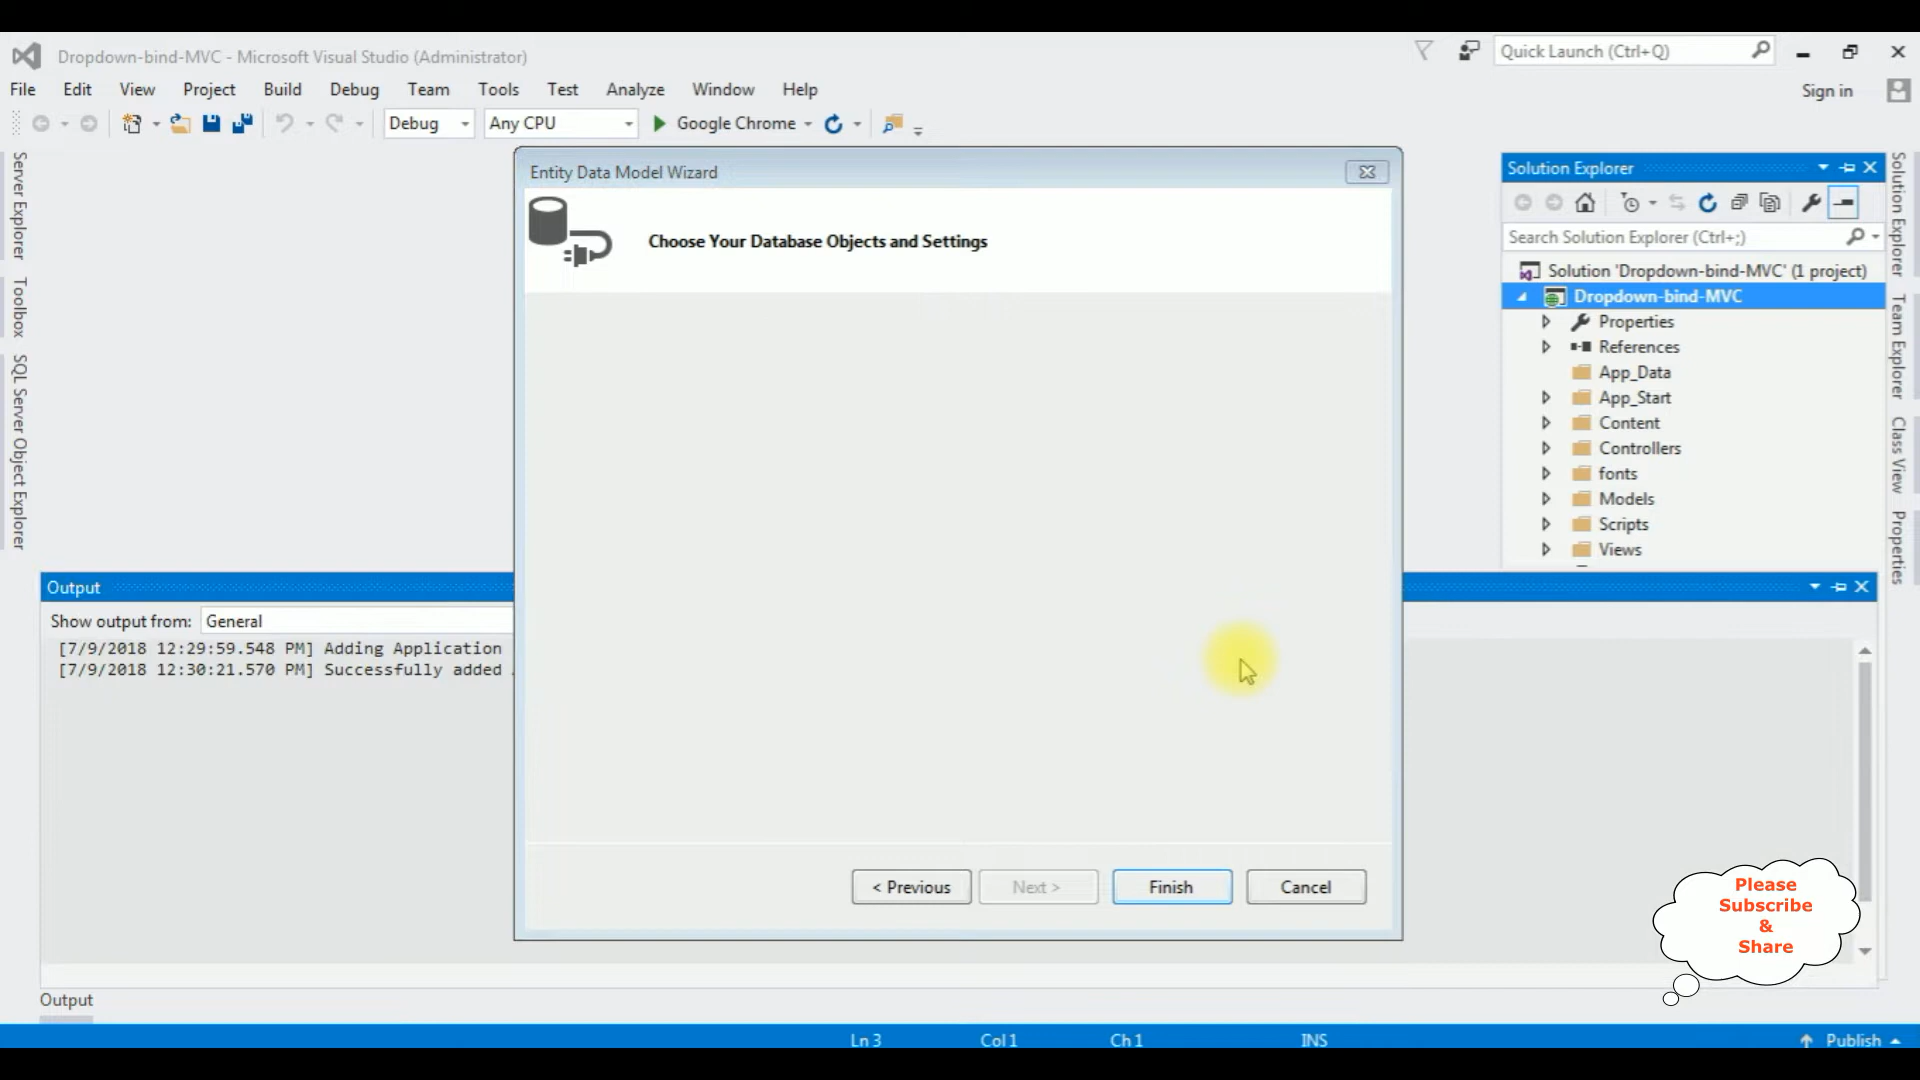 Dropdown-bind-MVC - Microsoft Visual Studio (Administrator)
Quick Launch (Ctrl+Q)
File Edit View Project Build Debug Team Tools Test Analyze Window Help
Sign in
Debug Any CPU Google Chrome
Server Explorer
Toolbox
SQL Server Object Explorer
Entity Data Model Wizard
Choose Your Database Objects and Settings
< Previous Next > Finish Cancel
Solution Explorer
Search Solution Explorer (Ctrl+;)
Solution 'Dropdown-bind-MVC' (1 project)
Dropdown-bind-MVC
Properties
References
App_Data
App_Start
Content
Controllers
fonts
Models
Scripts
Views
Solution Explorer
Team Explorer
Class View
Properties
Output
Show output from: General
[7/9/2018 12:29:59.548 PM] Adding Application
[7/9/2018 12:30:21.570 PM] Successfully added
Please
Subscribe
&
Share
Output
Ln 3 Col 1 Ch 1 INS Publish